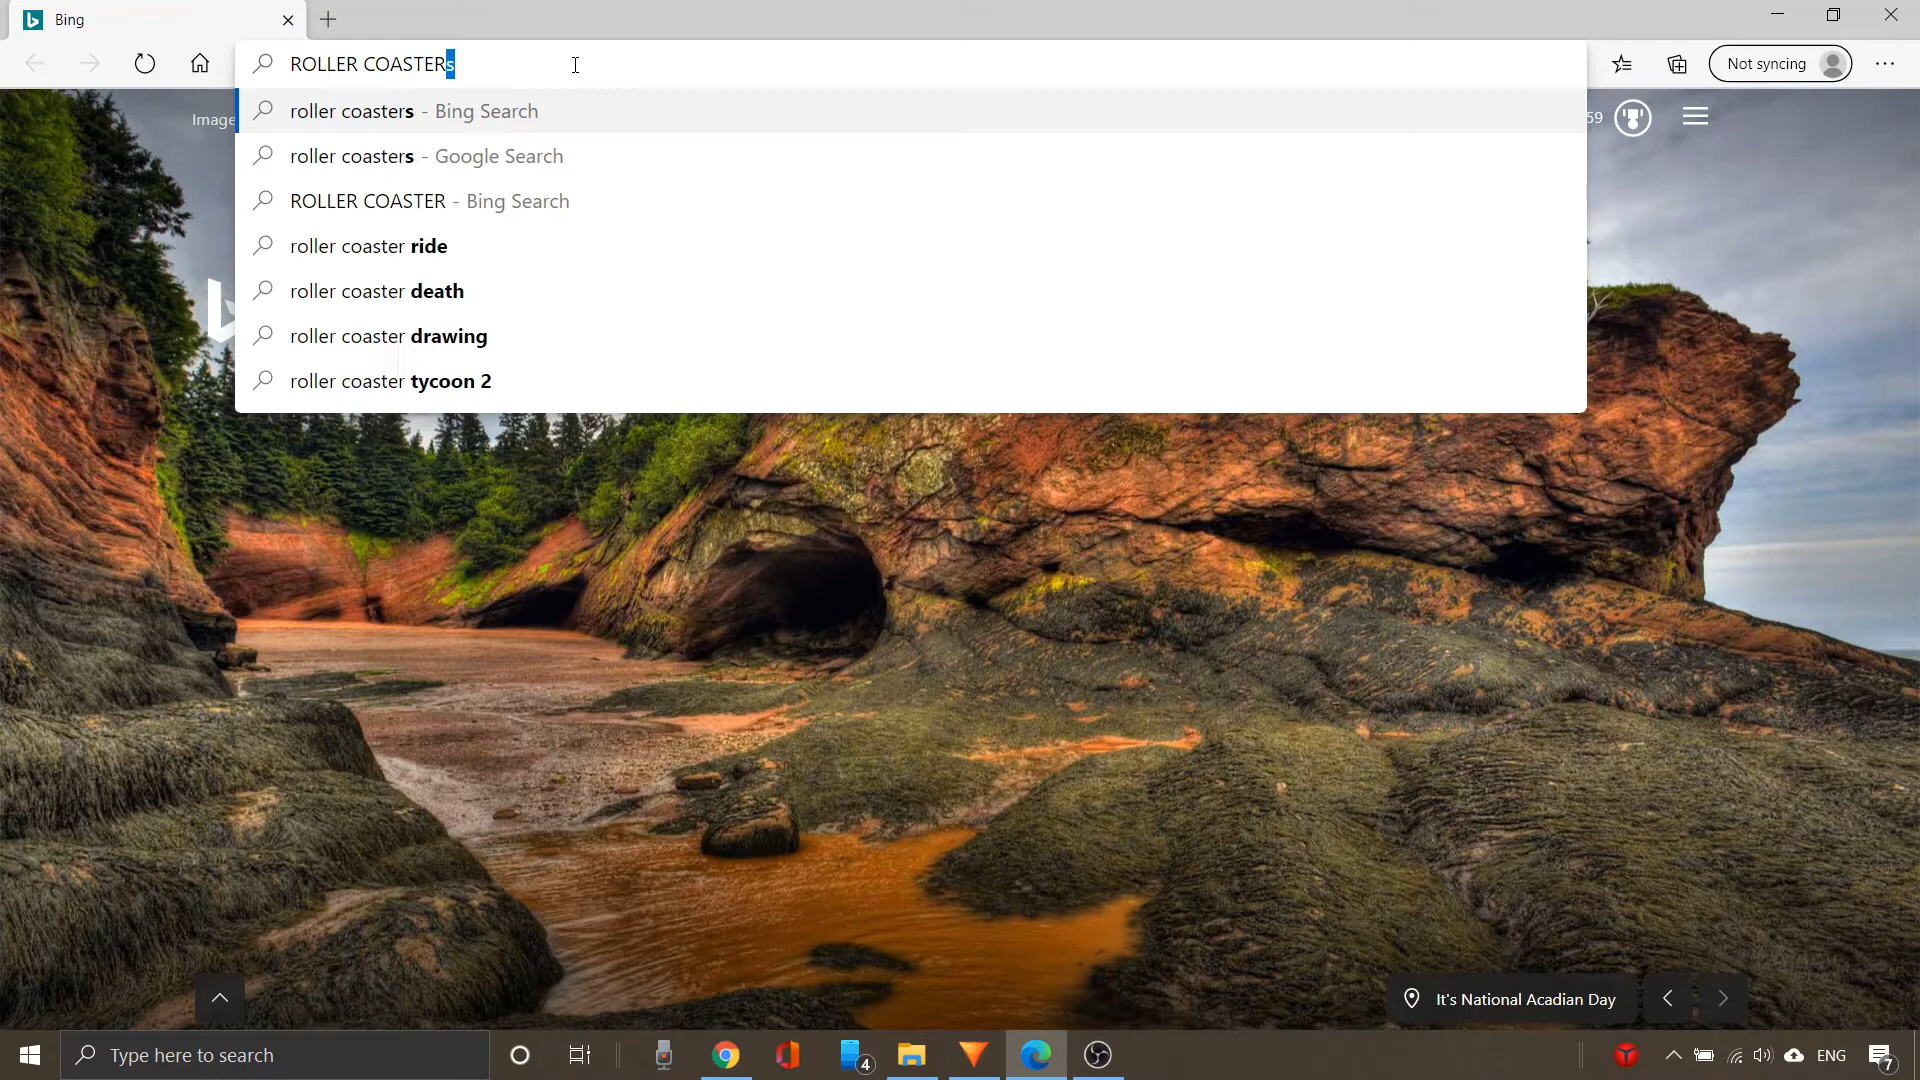 Bing
ROLLER COASTERs
Not syncing
Image
roller coasters - Bing Search
59
roller coasters - Google Search
ROLLER COASTER - Bing Search
roller coaster ride
roller coaster death
roller coaster drawing
roller coaster tycoon 2
It's National Acadian Day
Type here to search
4
ENG
7